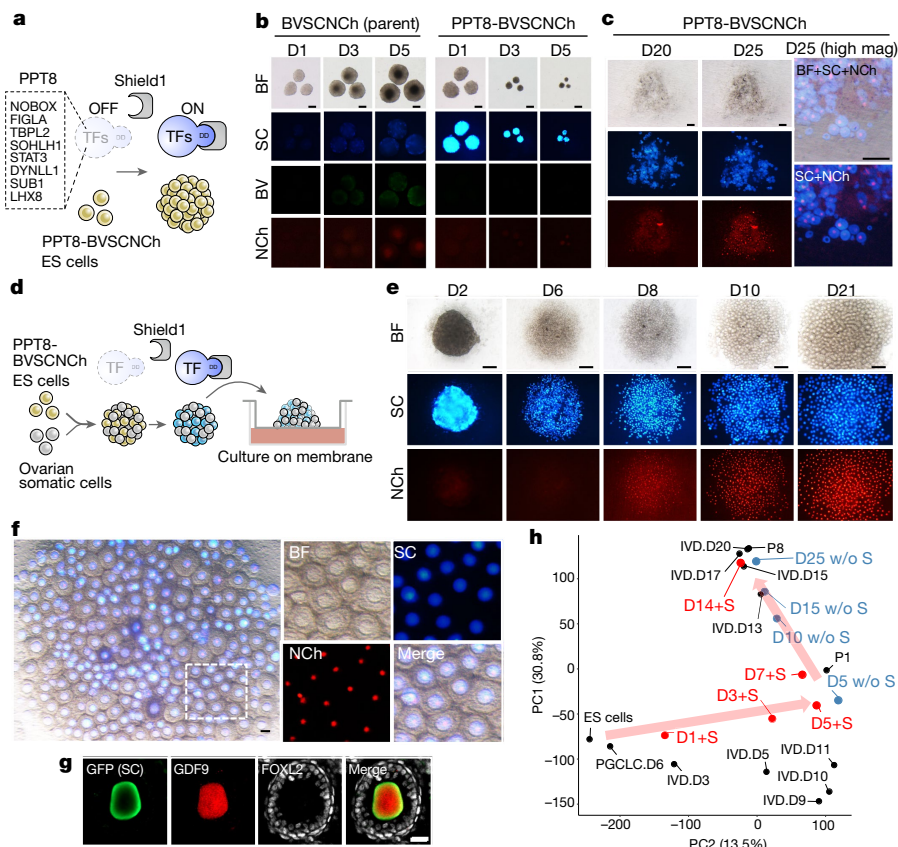 a
PPT8
NOBOX
FIGLA
TBPL2
SOHLH1
STAT3
DYNLL1
SUB1
LHX8
Shield1
OFF
ON
TFs
DD
TFs
DD
PPT8-BVSCNCh
ES cells
b
BVSCNCh (parent)
PPT8-BVSCNCh
D1
D3
D5
D1
D3
D5
BF
SC
BV
NCh
c
PPT8-BVSCNCh
D20
D25
D25 (high mag)
BF+SC+NCh
SC+NCh
d
PPT8-
BVSCNCh
ES cells
Shield1
TF
DD
TF
DD
Ovarian
somatic cells
Culture on membrane
e
D2
D6
D8
D10
D21
BF
SC
NCh
f
BF
SC
NCh
Merge
g
GFP (SC)
GDF9
FOXL2
Merge
h
PC1 (30.8%)
100
50
0
−50
−100
−150
IVD.D20
P8
D25 w/o S
IVD.D17
IVD.D15
D14+S
D15 w/o S
IVD.D13
D10 w/o S
P1
D7+S
D5 w/o S
D3+S
D5+S
ES cells
D1+S
PGCLC.D6
IVD.D3
IVD.D5
IVD.D11
IVD.D10
IVD.D9
−200
−100
0
100
PC2 (13.5%)